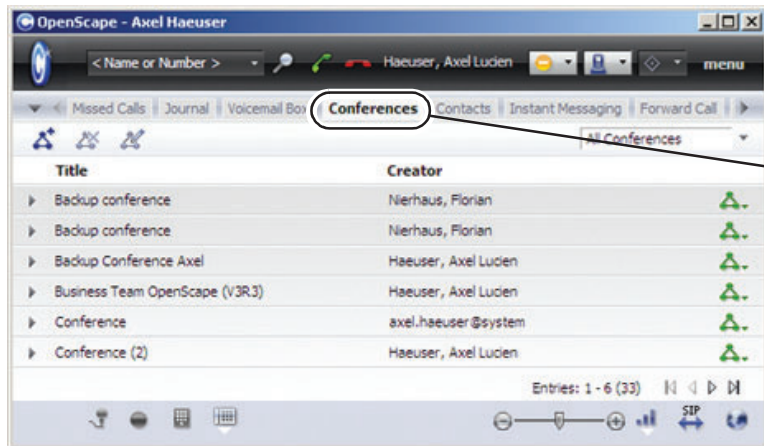 OpenScape - Axel Haeuser
< Name or Number > Haeuser, Axel Lucien menu
Missed Calls Journal Voicemail Box Conferences Contacts Instant Messaging Forward Call
All Conferences
Title Creator
Backup conference Nierhaus, Florian
Backup conference Nierhaus, Florian
Backup Conference Axel Haeuser, Axel Lucien
Business Team OpenScape (V3R3) Haeuser, Axel Lucien
Conference axel.haeuser@system
Conference (2) Haeuser, Axel Lucien
Entries: 1 - 6 (33)
SIP